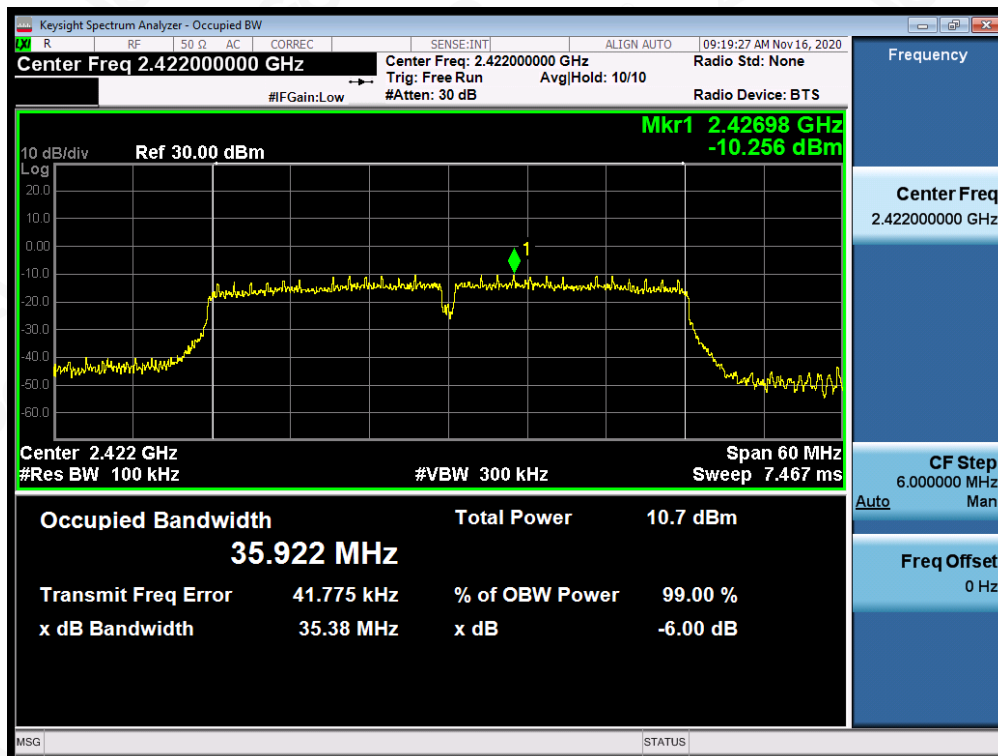 Keysight Spectrum Analyzer - Occupied BW
LXI R RF 50 Ω AC CORREC SENSE:INT ALIGN AUTO 09:19:27 AM Nov 16, 2020
Center Freq 2.422000000 GHz
Center Freq: 2.422000000 GHz Radio Std: None
Trig: Free Run Avg|Hold: 10/10
#IFGain:Low #Atten: 30 dB Radio Device: BTS
Mkr1 2.42698 GHz
-10.256 dBm
10 dB/div Ref 30.00 dBm
Log
20.0
10.0
0.00
-10.0
-20.0
-30.0
-40.0
-50.0
-60.0
1
Center 2.422 GHz Span 60 MHz
#Res BW 100 kHz #VBW 300 kHz Sweep 7.467 ms
Occupied Bandwidth Total Power 10.7 dBm
35.922 MHz
Transmit Freq Error 41.775 kHz % of OBW Power 99.00 %
x dB Bandwidth 35.38 MHz x dB -6.00 dB
MSG STATUS
Frequency
Center Freq
2.422000000 GHz
CF Step
6.000000 MHz
Auto Man
Freq Offset
0 Hz